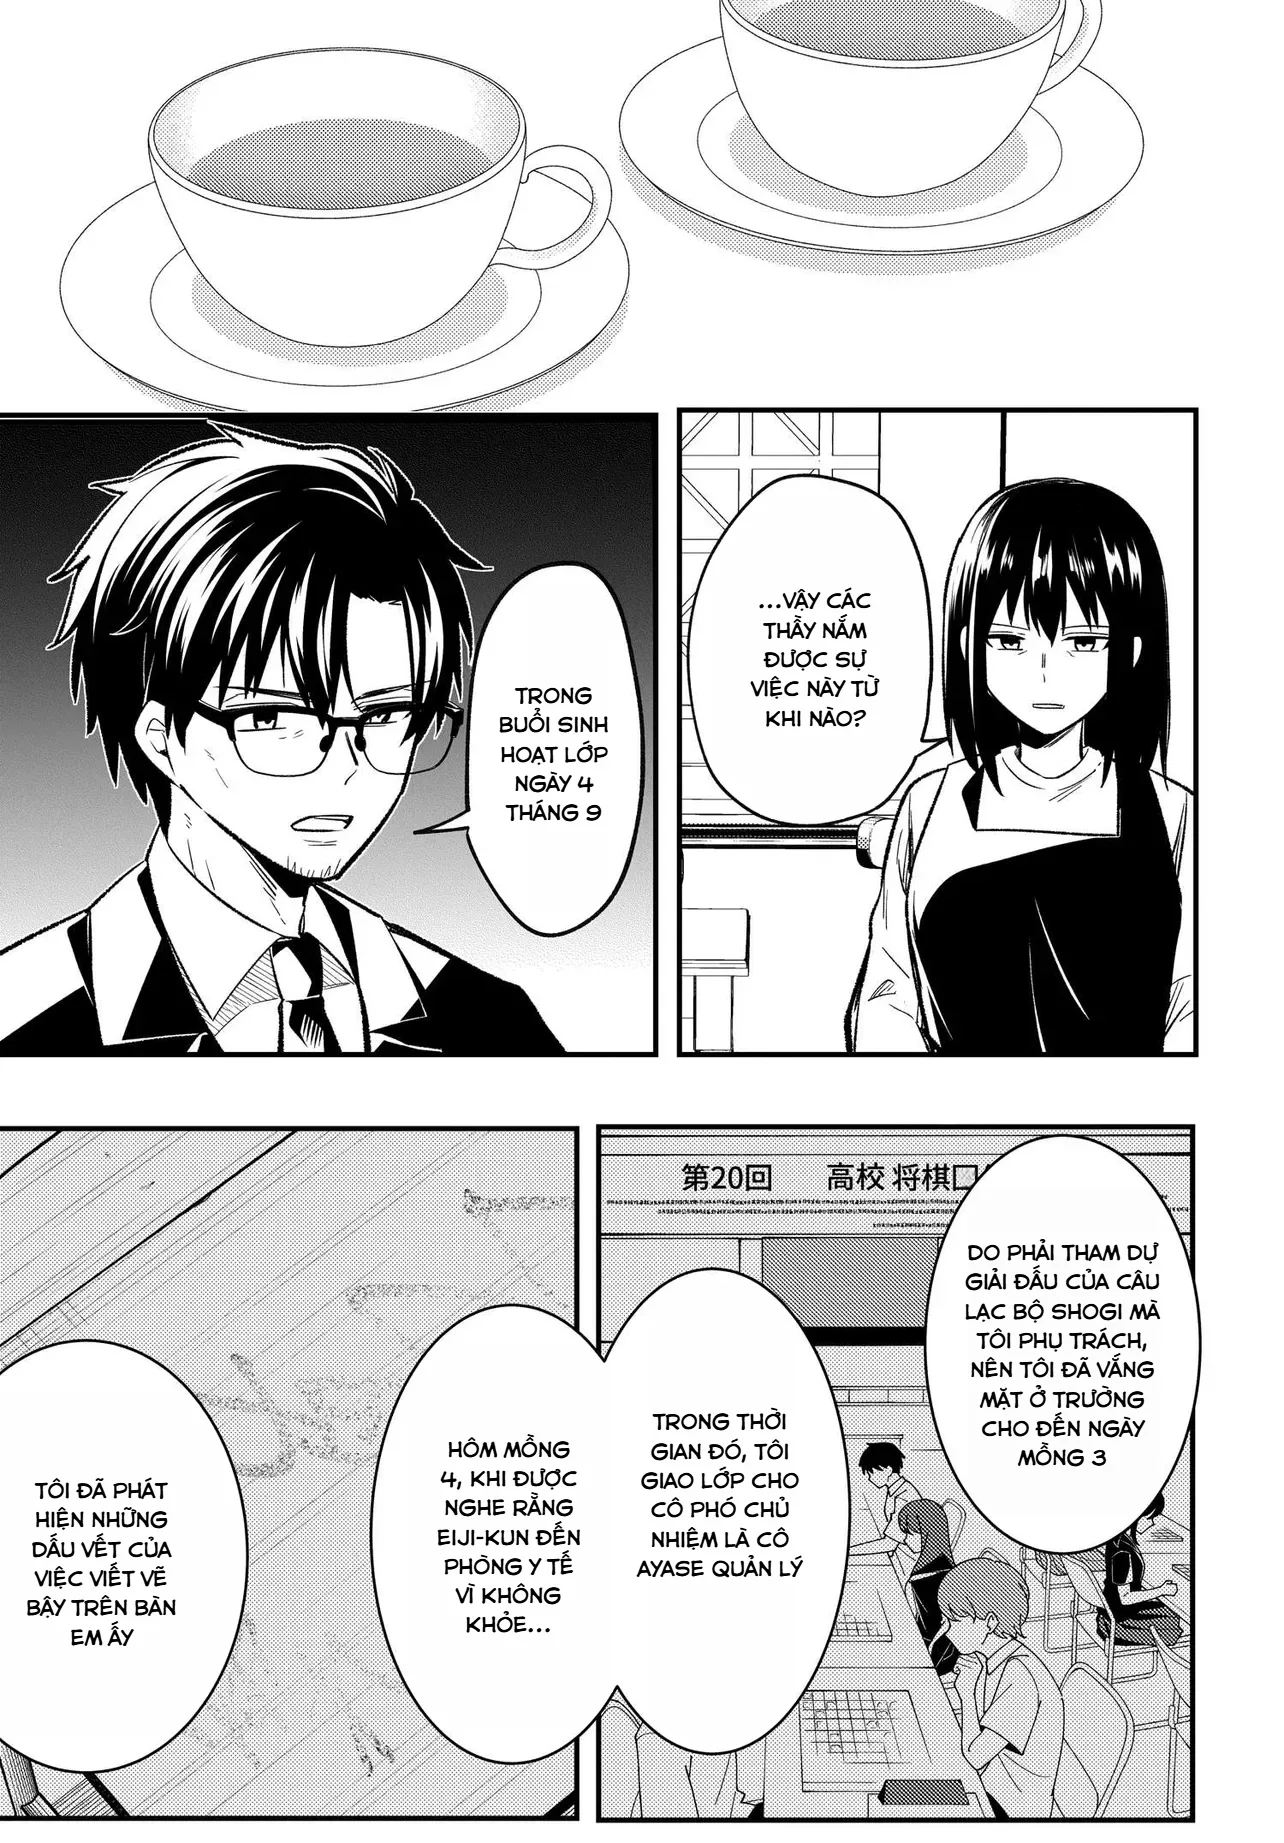 ...VẬY CÁC
THẦY NẮM
ĐƯỢC SỰ
VIỆC NÀY TỪ
KHI NÀO?
TRONG
BUỔI SINH
HOẠT LỚP
NGÀY 4
THÁNG 9
第20回 高校 将棋
DO PHẢI THAM DỰ
GIẢI ĐẤU CỦA CÂU
LẠC BỘ SHOGI MÀ
TÔI PHỤ TRÁCH,
NÊN TÔI ĐÃ VẮNG
MẶT Ở TRƯỜNG
CHO ĐẾN NGÀY
MỒNG 3
TRONG THỜI
GIAN ĐÓ, TÔI
GIAO LỚP CHO
CÔ PHÓ CHỦ
NHIỆM LÀ CÔ
AYASE QUẢN LÝ
HÔM MỒNG
4, KHI ĐƯỢC
NGHE RẰNG
EIJI-KUN ĐẾN
PHÒNG Y TẾ
VÌ KHÔNG
KHỎE...
TÔI ĐÃ PHÁT
HIỆN NHỮNG
DẤU VẾT CỦA
VIỆC VIẾT VẼ
BẬY TRÊN BÀN
EM ẤY